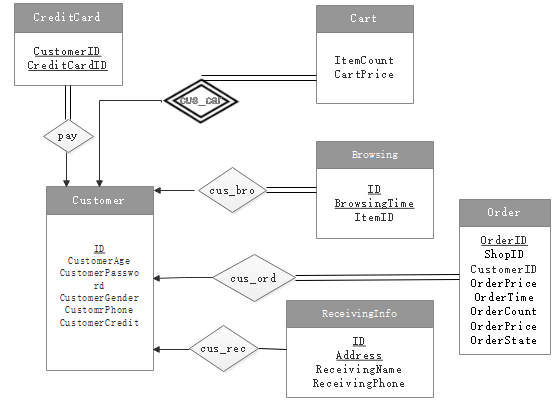 CreditCard
CustomerID
CreditCardID
Cart
ItemCount
CartPrice
cus_cat
pay
Browsing
ID
BrowsingTime
ItemID
cus_bro
Customer
ID
CustomerAge
CustomerPasswo
rd
CustomerGender
CustomrPhone
CustomerCredit
Order
OrderID
ShopID
CustomerID
OrderPrice
OrderTime
OrderCount
OrderPrice
OrderState
cus_ord
ReceivingInfo
ID
Address
ReceivingName
ReceivingPhone
cus_rec